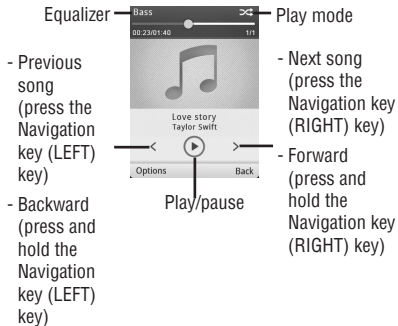 Equalizer
Bass
Play mode
00:23/01:40
1/1
- Previous
song
(press the
Navigation
key (LEFT)
key)
- Backward
(press and
hold the
Navigation
key (LEFT)
key)
Love story
Taylor Swift
Options
Back
Play/pause
- Next song
(press the
Navigation key
(RIGHT) key)
- Forward
(press and
hold the
Navigation key
(RIGHT) key)